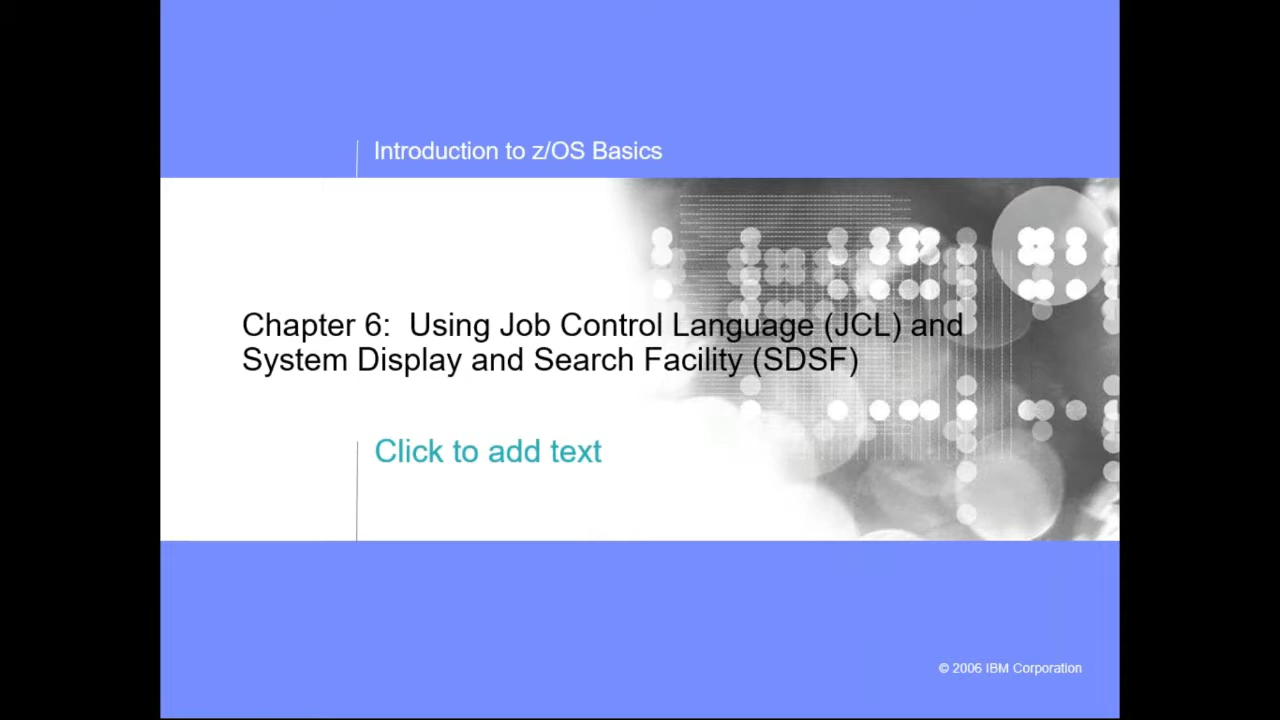 Introduction to z/OS Basics
Chapter 6:  Using Job Control Language (JCL) and
System Display and Search Facility (SDSF)
Click to add text
© 2006 IBM Corporation